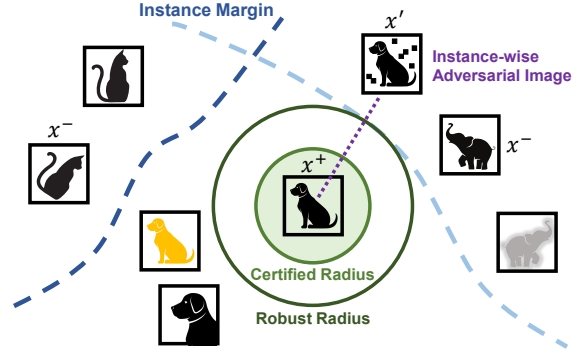 Instance Margin
x′
Instance-wise
Adversarial Image
x⁻
x⁺
x⁻
Certified Radius
Robust Radius